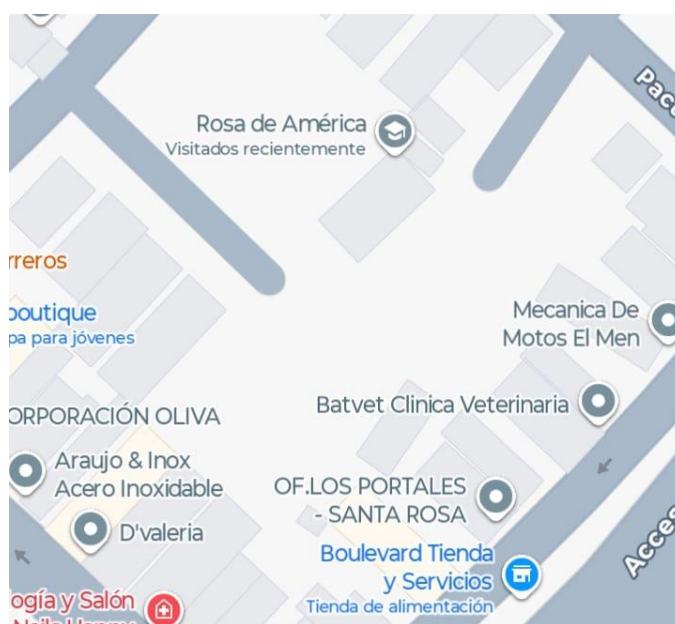 Rosa de América
Visitados recientemente
Pac
rreros
boutique
pa para jóvenes
Mecanica De
Motos El Men
Batvet Clinica Veterinaria
ORPORACIÓN OLIVA
Araujo & Inox
Acero Inoxidable
D'valeria
OF.LOS PORTALES
- SANTA ROSA
Acces
Boulevard Tienda
y Servicios
Tienda de alimentación
ogía y Salón